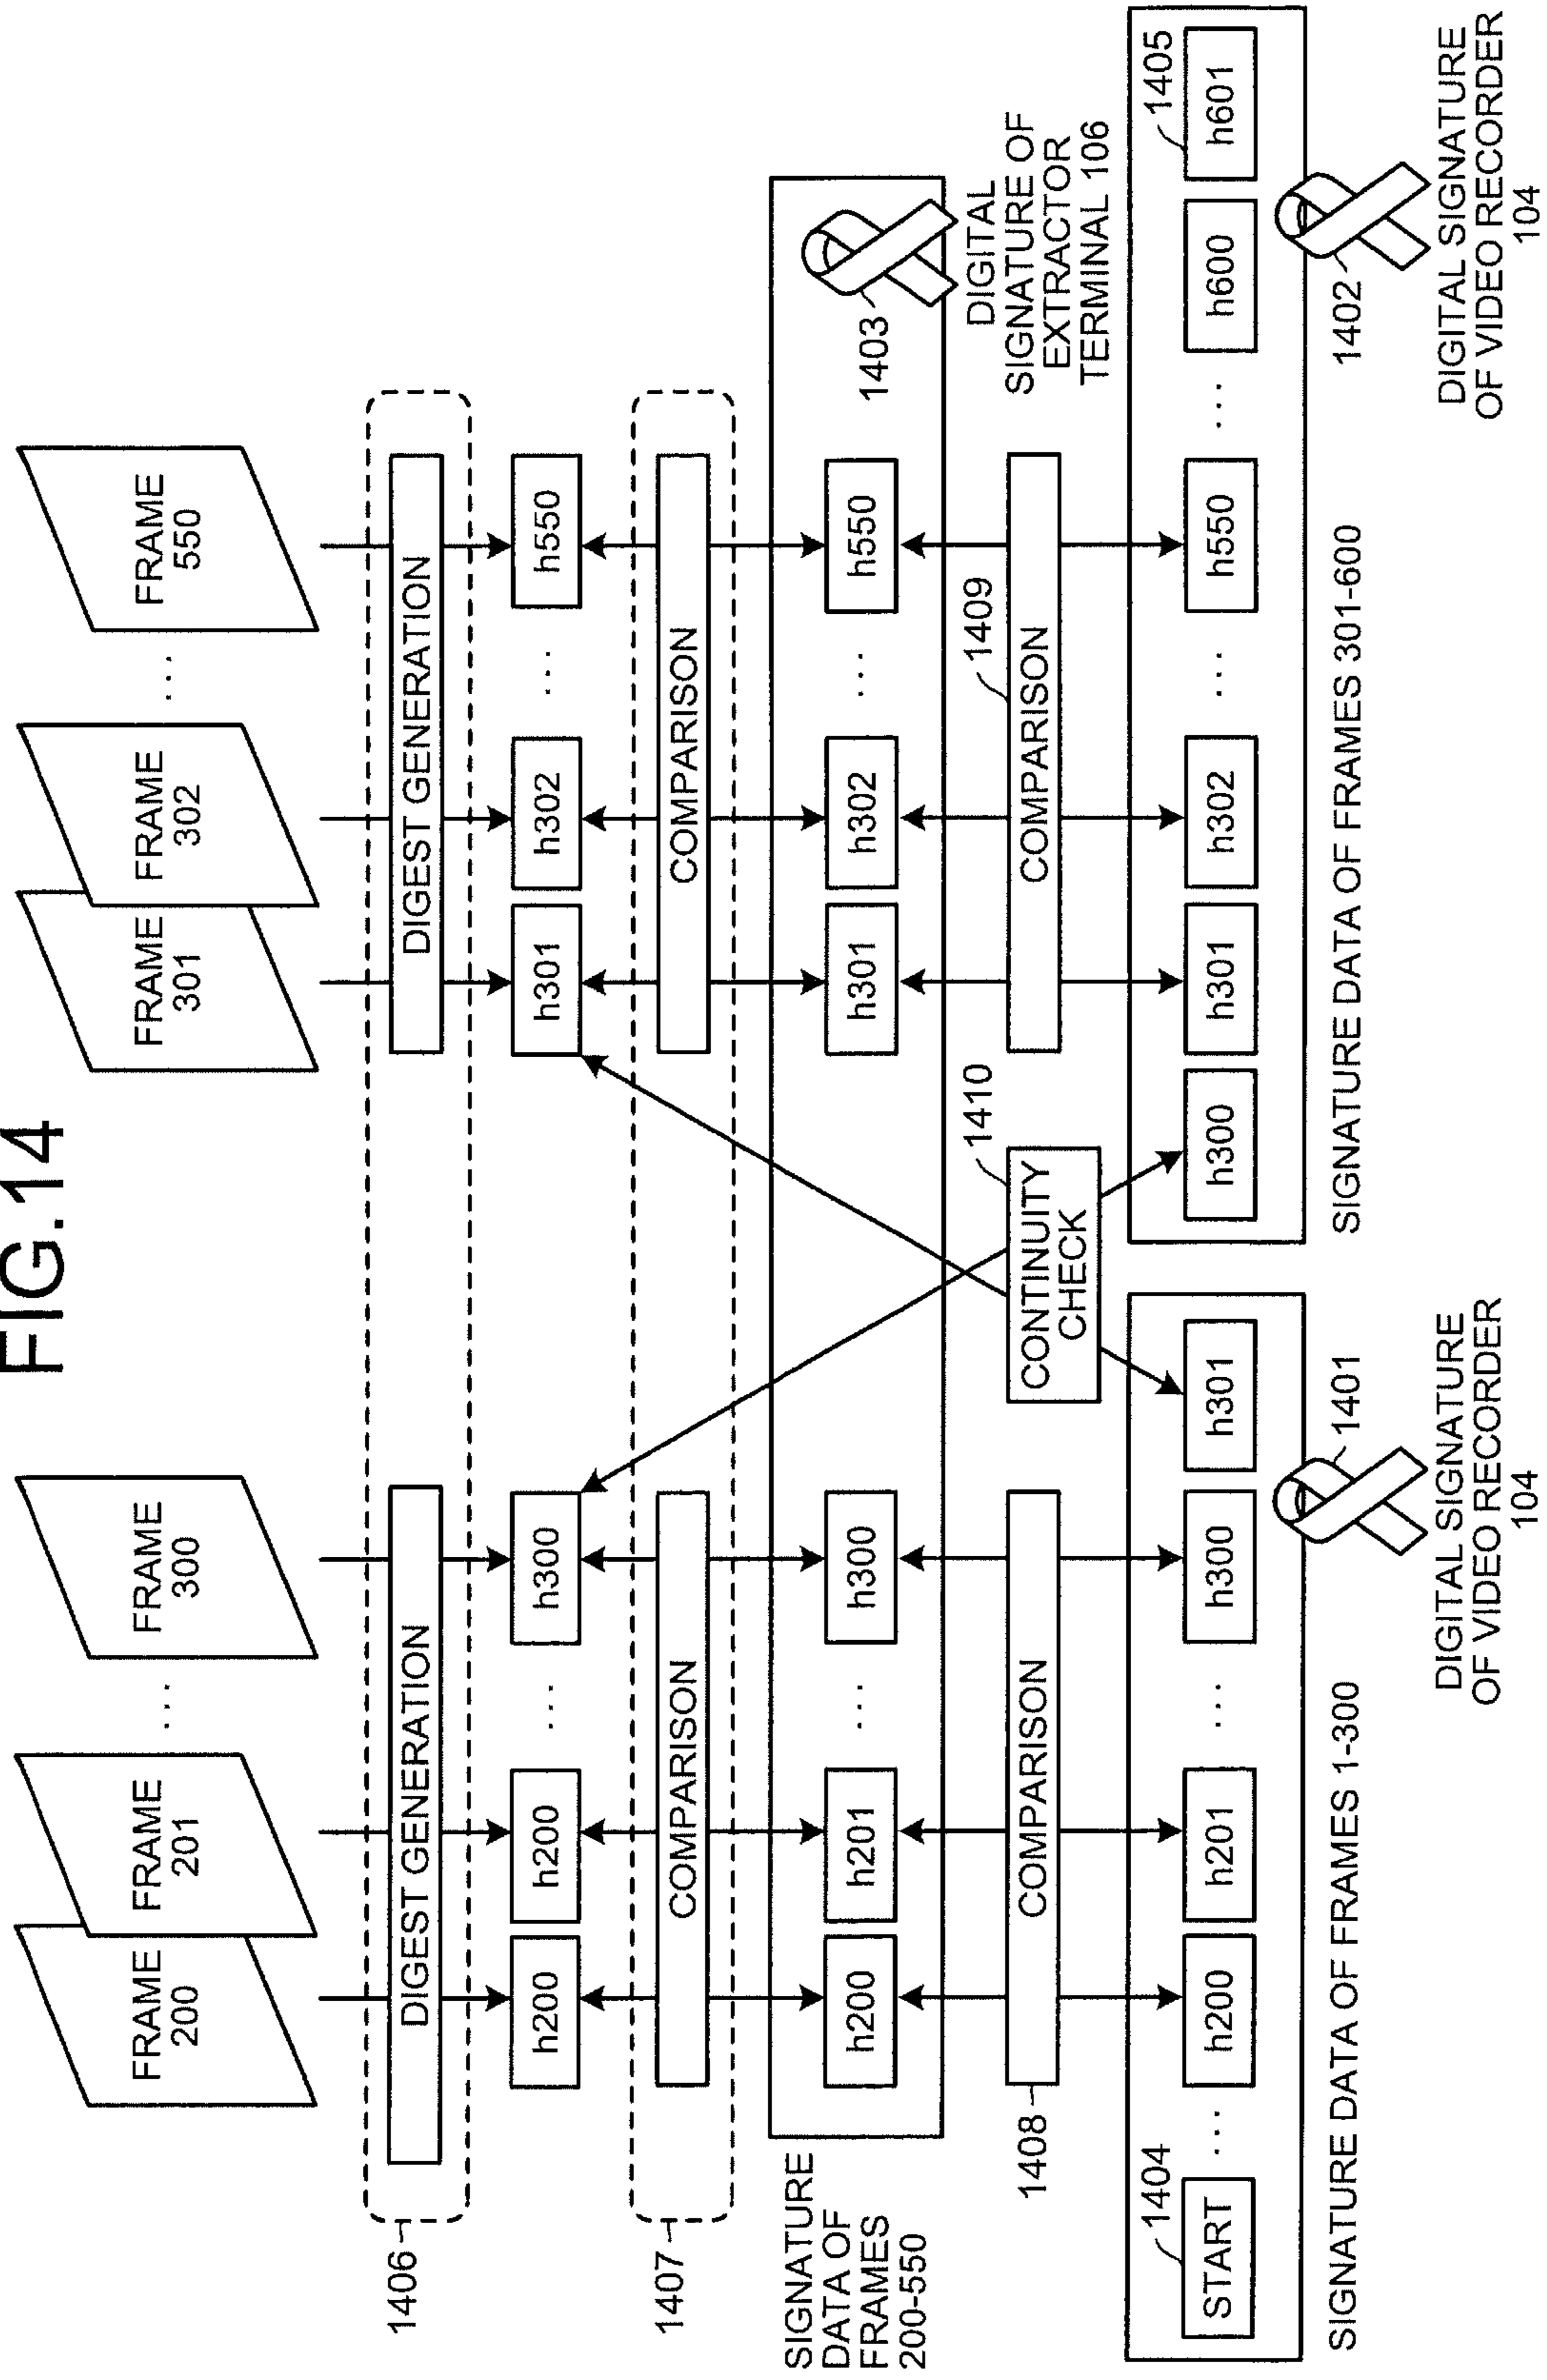 FIG.14
FRAME
200
FRAME
201
...
FRAME
300
FRAME
301
FRAME
302
...
FRAME
550
1406
DIGEST GENERATION
DIGEST GENERATION
h200
h200
...
h300
h301
h302
...
h550
1407
COMPARISON
COMPARISON
SIGNATURE
DATA OF
FRAMES
200-550
h200
h201
...
h300
h301
h302
...
h550
1403
DIGITAL
SIGNATURE OF
EXTRACTOR
TERMINAL 106
1408
COMPARISON
1410
CONTINUITY
CHECK
1409
COMPARISON
1404
START
...
h200
h201
...
h300
h301
h300
h301
h302
...
h550
...
h600
h601
1405
SIGNATURE DATA OF FRAMES 1-300
1401
DIGITAL SIGNATURE
OF VIDEO RECORDER
104
SIGNATURE DATA OF FRAMES 301-600
1402
DIGITAL SIGNATURE
OF VIDEO RECORDER
104